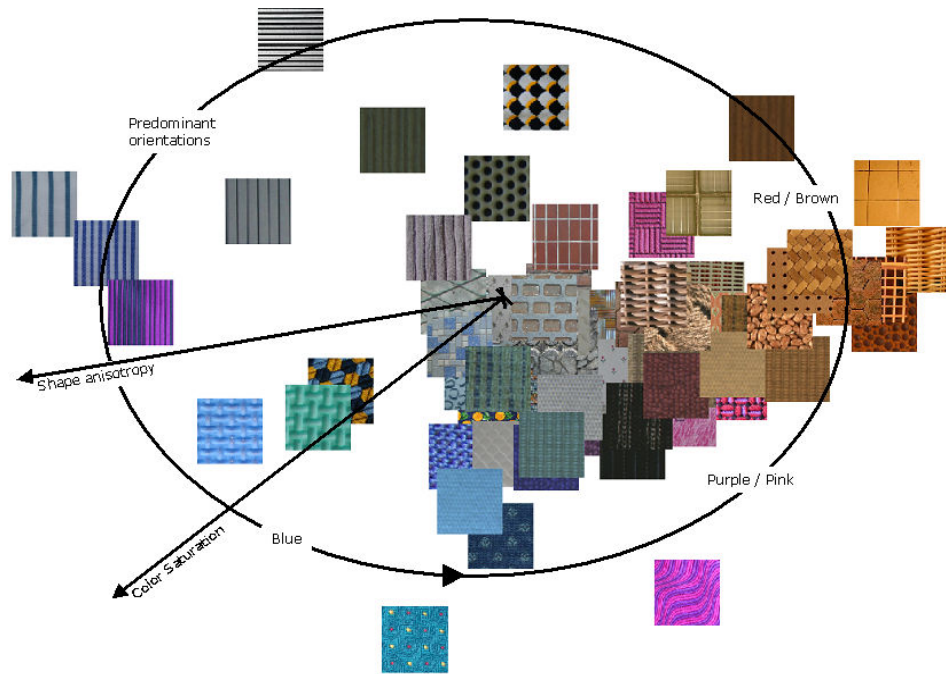 Predominant
orientations
Red / Brown
Shape anisotropy
Purple / Pink
Blue
Color Saturation